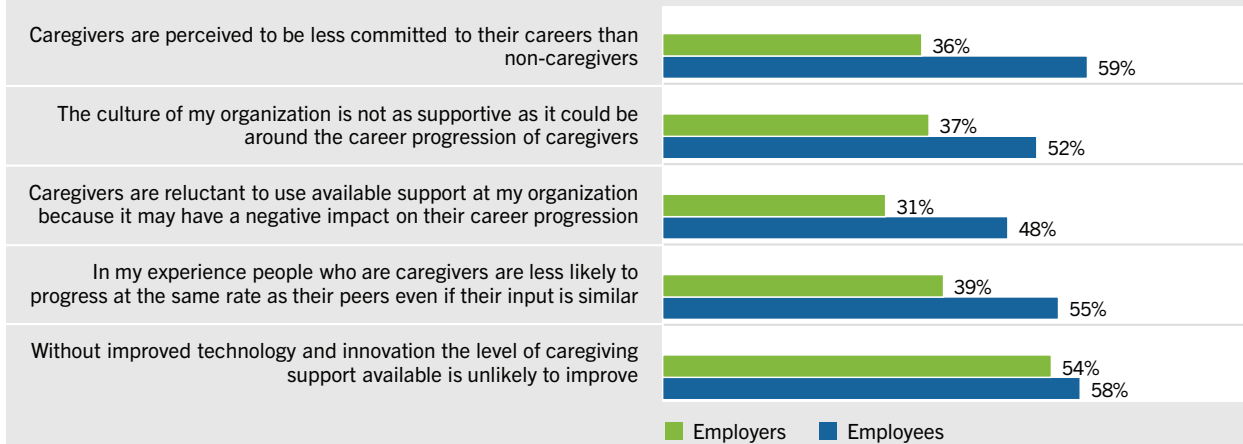 Caregivers are perceived to be less committed to their careers than
non-caregivers
36%
59%
The culture of my organization is not as supportive as it could be
around the career progression of caregivers
37%
52%
Caregivers are reluctant to use available support at my organization
because it may have a negative impact on their career progression
31%
48%
In my experience people who are caregivers are less likely to
progress at the same rate as their peers even if their input is similar
39%
55%
Without improved technology and innovation the level of caregiving
support available is unlikely to improve
54%
58%
Employers Employees